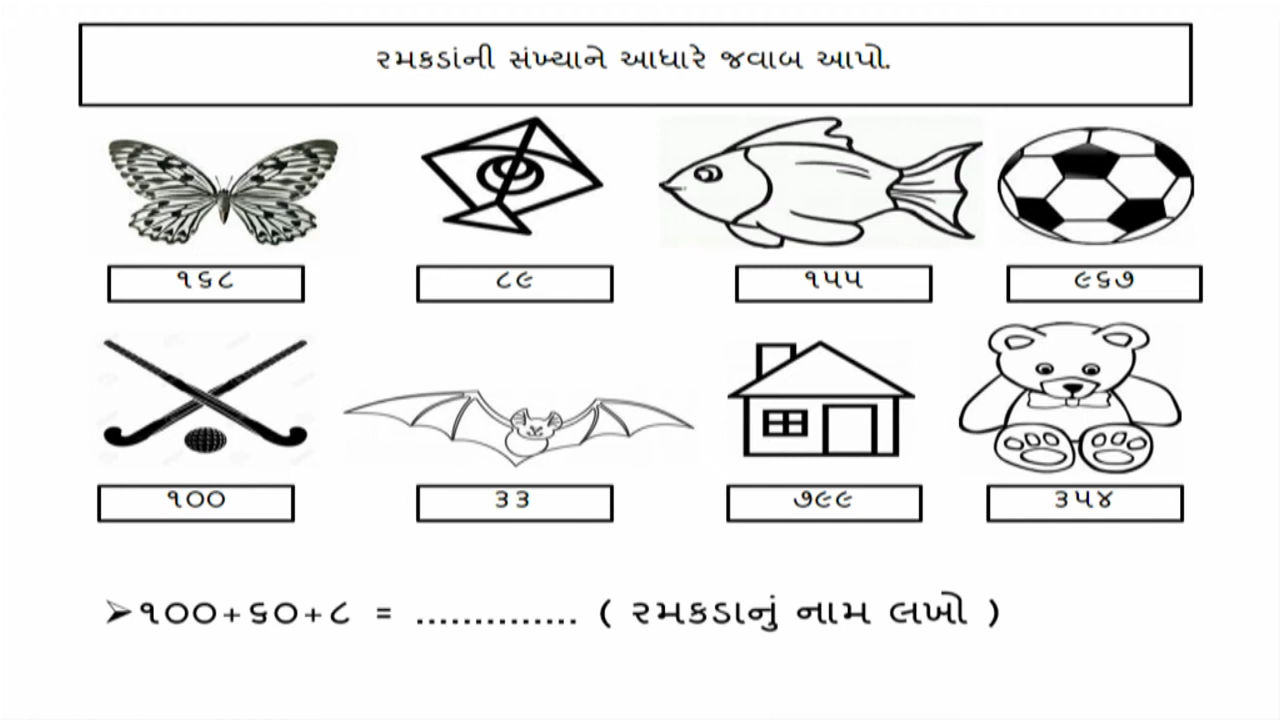 રમકડાંની સંખ્યાને આધારે જવાબ આપો.
૧૬૮ ૮૯ ૧૫૫ ૯૬૭
૧૦૦ ૩૩ ૭૯૯ ૩૫૪
➢૧૦૦+૬૦+૮ = .............. ( રમકડાનું નામ લખો )